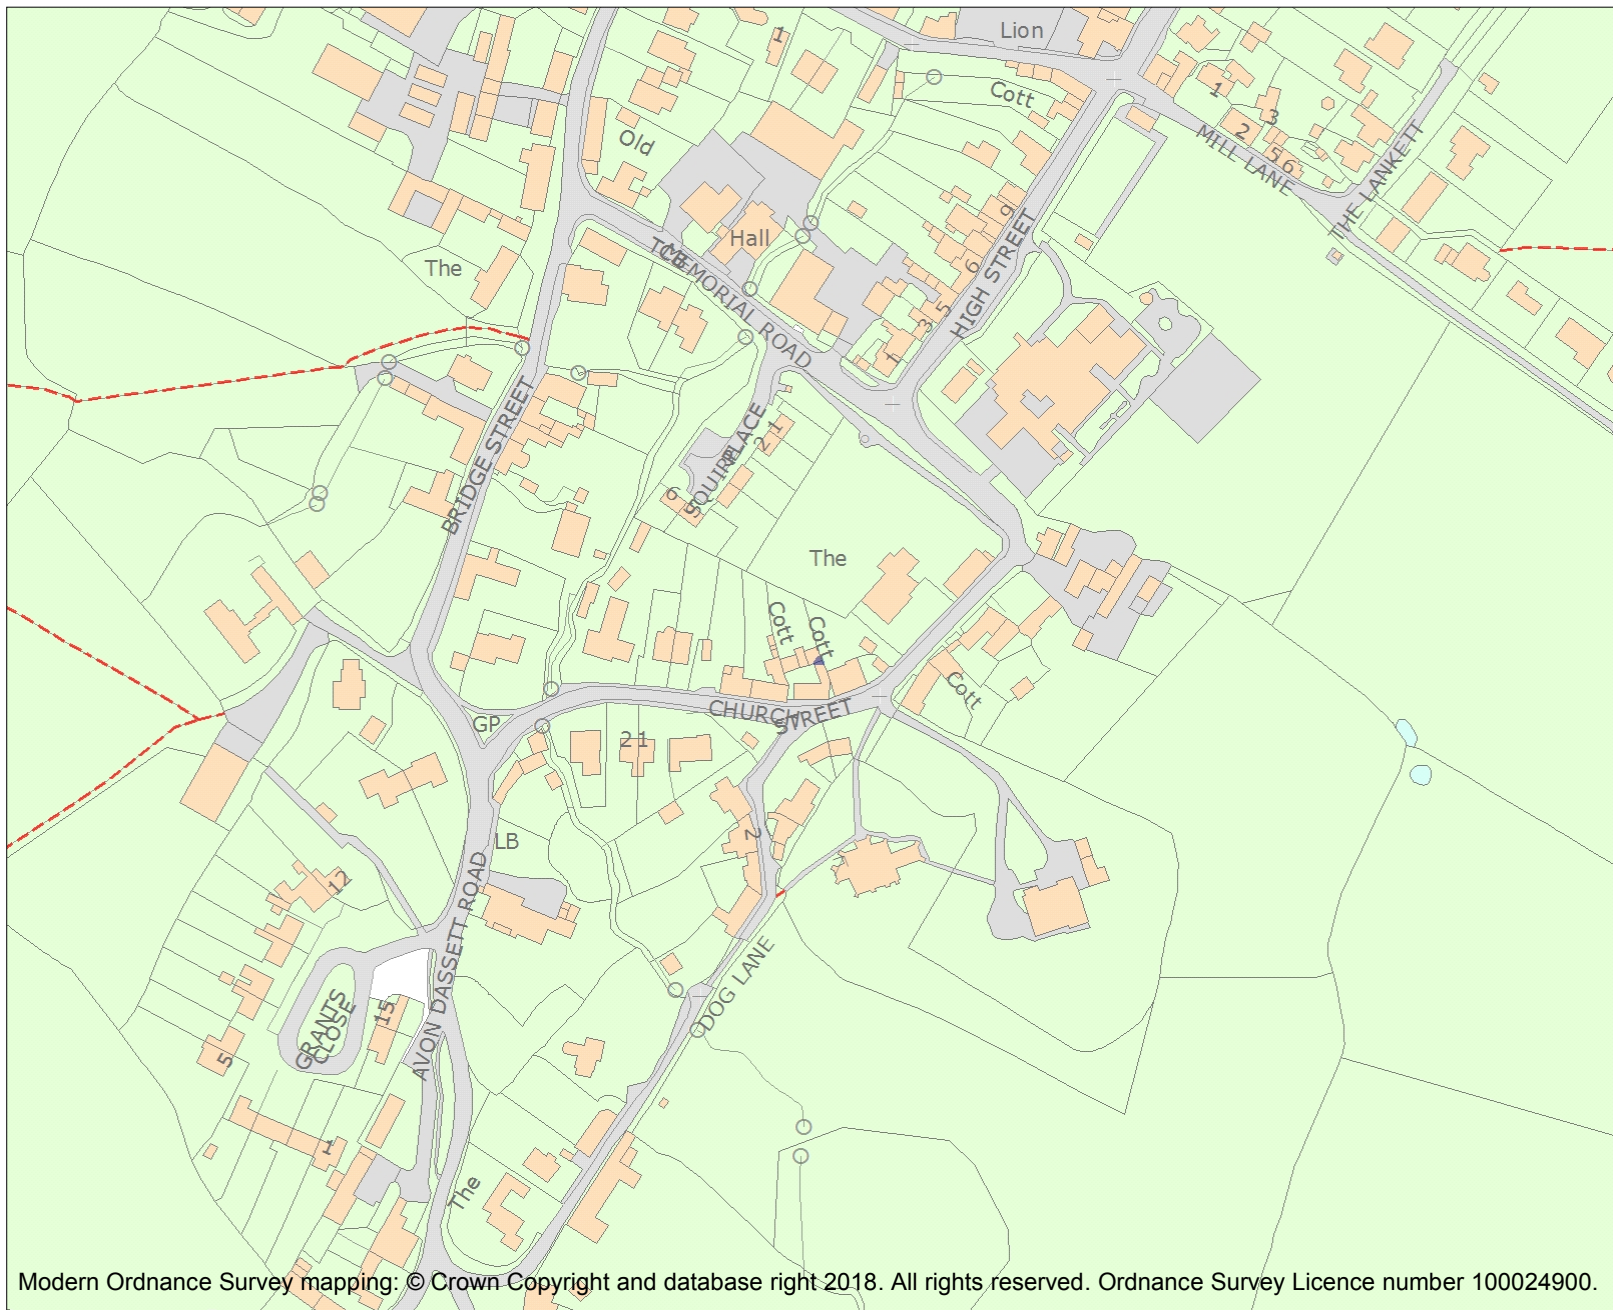 Lion
1
Cott
Old
1
3
2
5 6
MILL LANE
THE LANKETT
9
Hall
The
TCB
MEMORIAL ROAD
6
HIGH STREET
5
3
1
BRIDGE STREET
SQUIRE
PLACE
1
2
6
5
The
Cott
Cott
Cott
CHURCH
STREET
GP
2 1
2
LB
12
AVON DASSETT ROAD
DOG LANE
GRANTS
CLOSE
15
5
1
The
Modern Ordnance Survey mapping: © Crown Copyright and database right 2018. All rights reserved. Ordnance Survey Licence number 100024900.